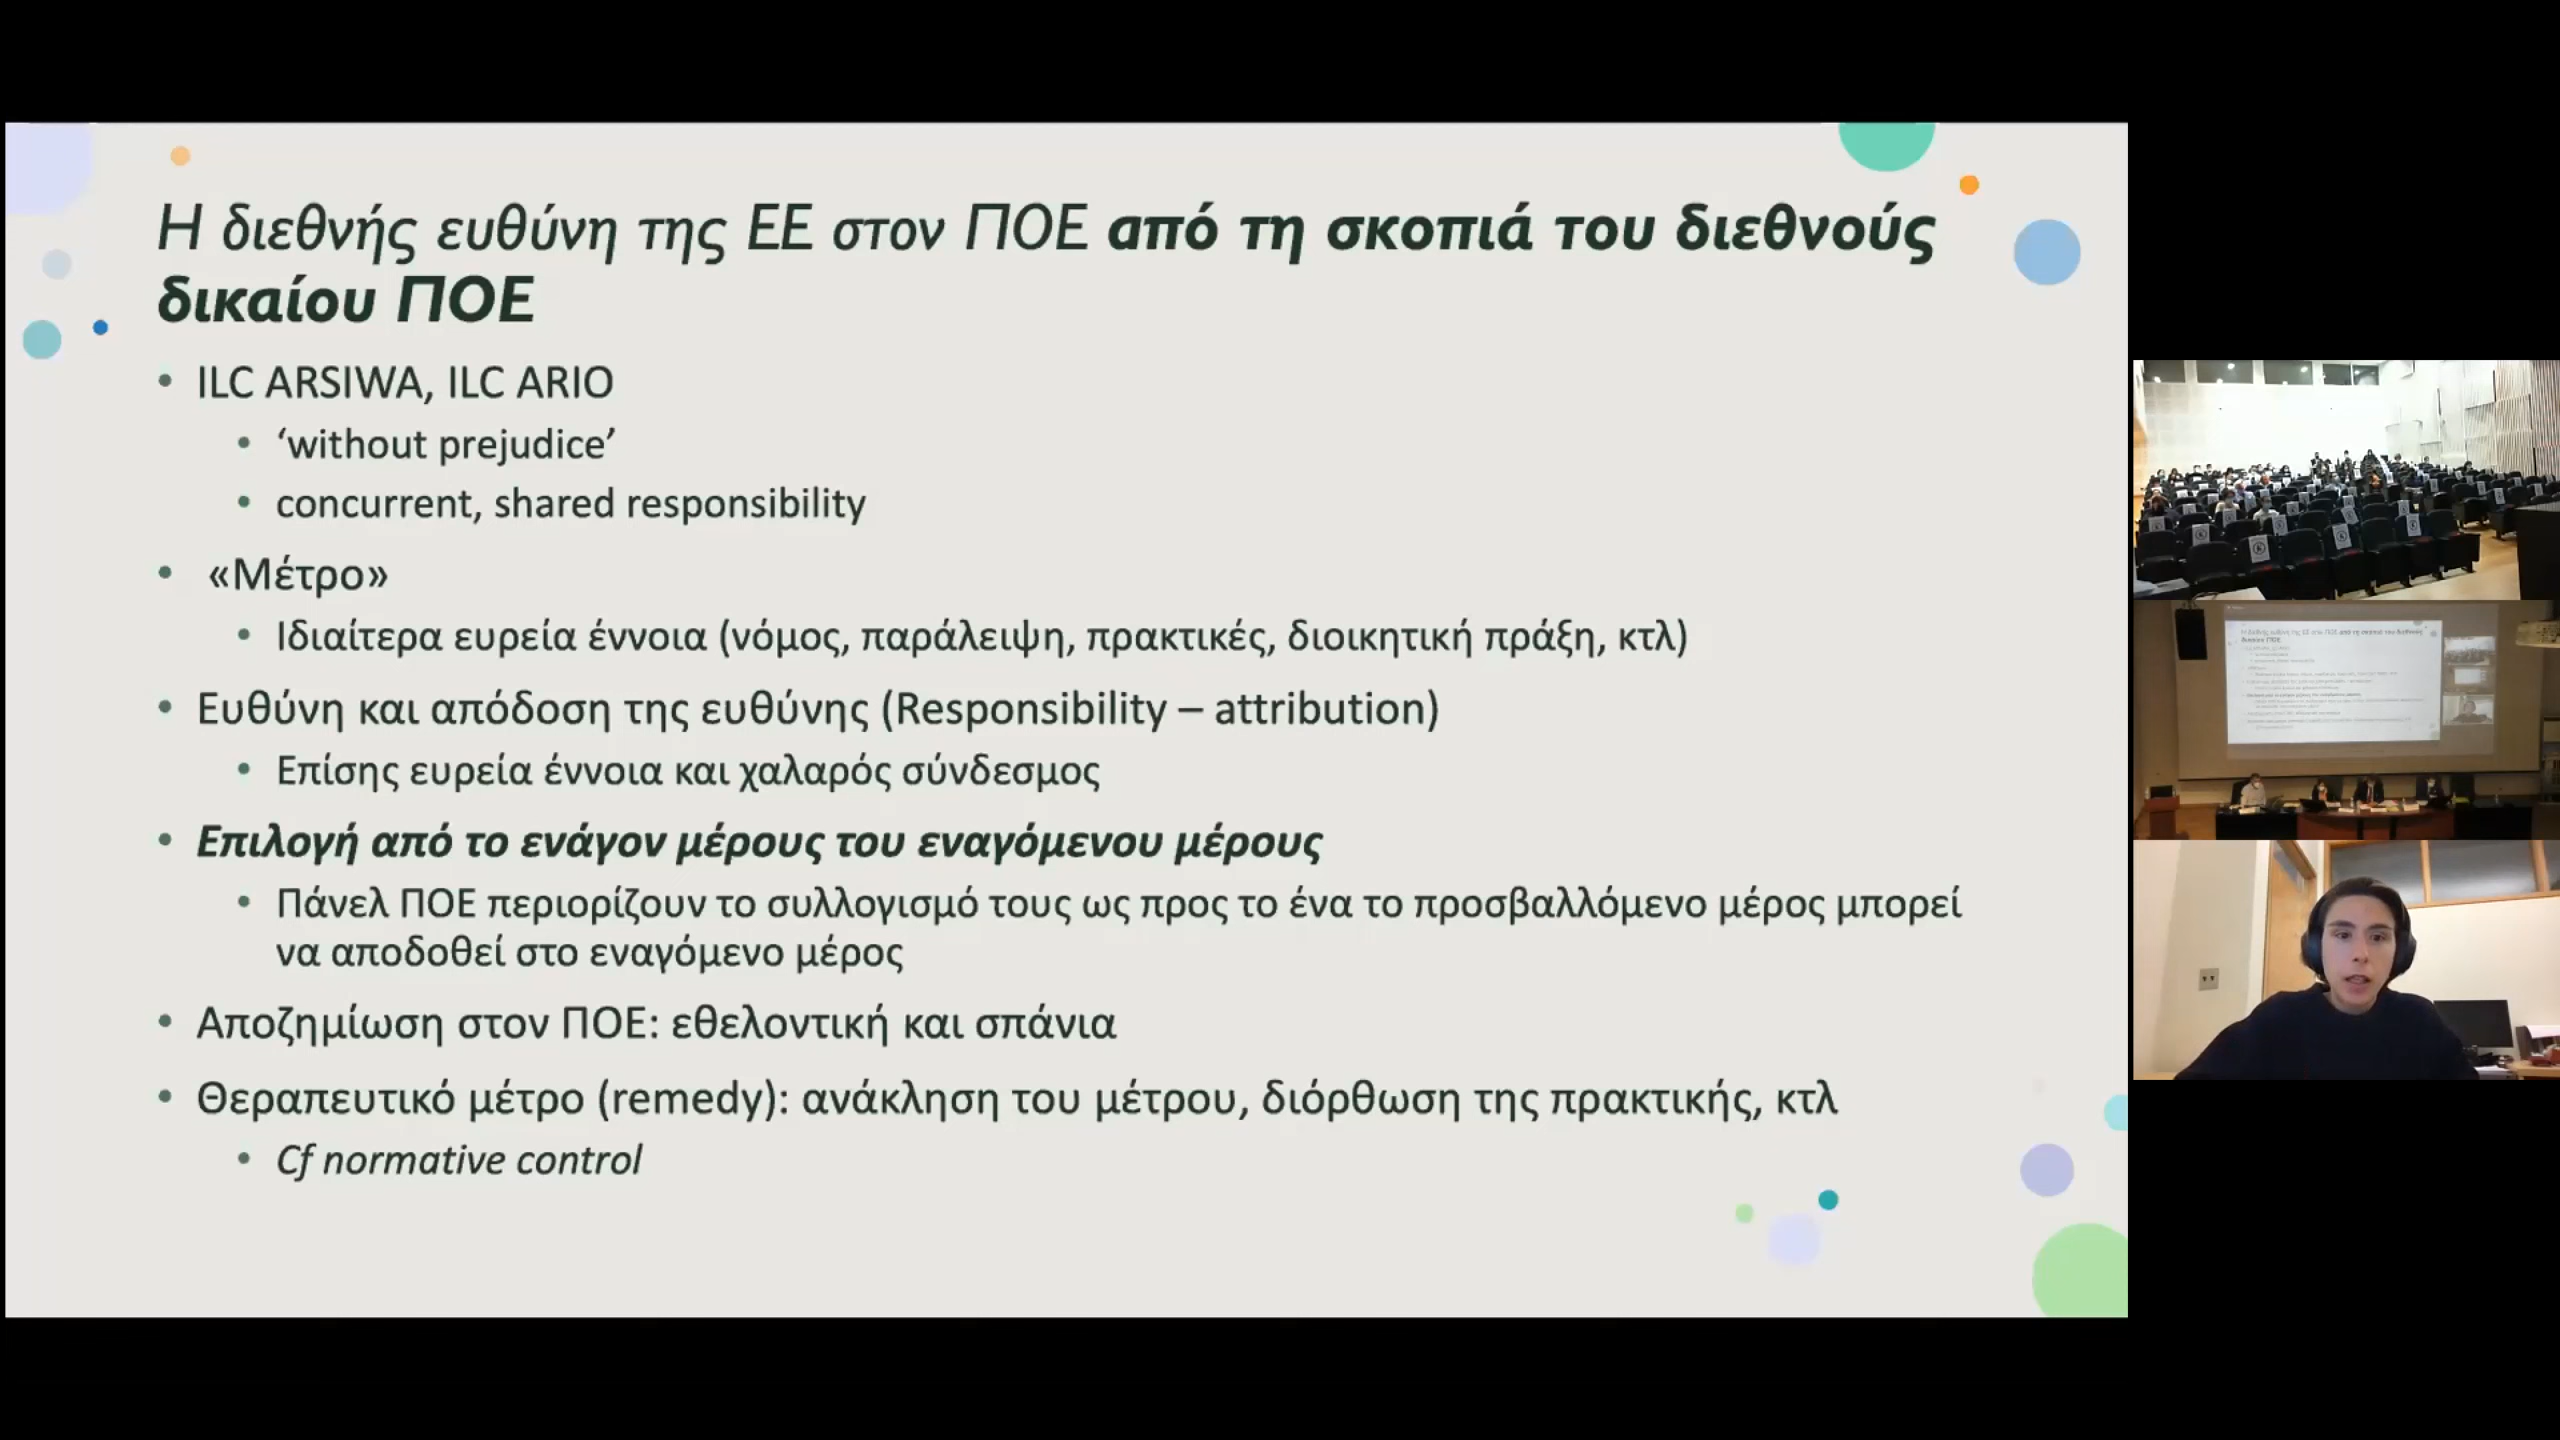 Η διεθνής ευθύνη της ΕΕ στον ΠΟΕ από τη σκοπιά του διεθνούς
δικαίου ΠΟΕ
• ILC ARSIWA, ILC ARIO
• ‘without prejudice’
• concurrent, shared responsibility
• «Μέτρο»
• Ιδιαίτερα ευρεία έννοια (νόμος, παράλειψη, πρακτικές, διοικητική πράξη, κτλ)
• Ευθύνη και απόδοση της ευθύνης (Responsibility – attribution)
• Επίσης ευρεία έννοια και χαλαρός σύνδεσμος
• Επιλογή από το ενάγον μέρους του εναγόμενου μέρους
• Πάνελ ΠΟΕ περιορίζουν το συλλογισμό τους ως προς το ένα το προσβαλλόμενο μέρος μπορεί
να αποδοθεί στο εναγόμενο μέρος
• Αποζημίωση στον ΠΟΕ: εθελοντική και σπάνια
• Θεραπευτικό μέτρο (remedy): ανάκληση του μέτρου, διόρθωση της πρακτικής, κτλ
• Cf normative control